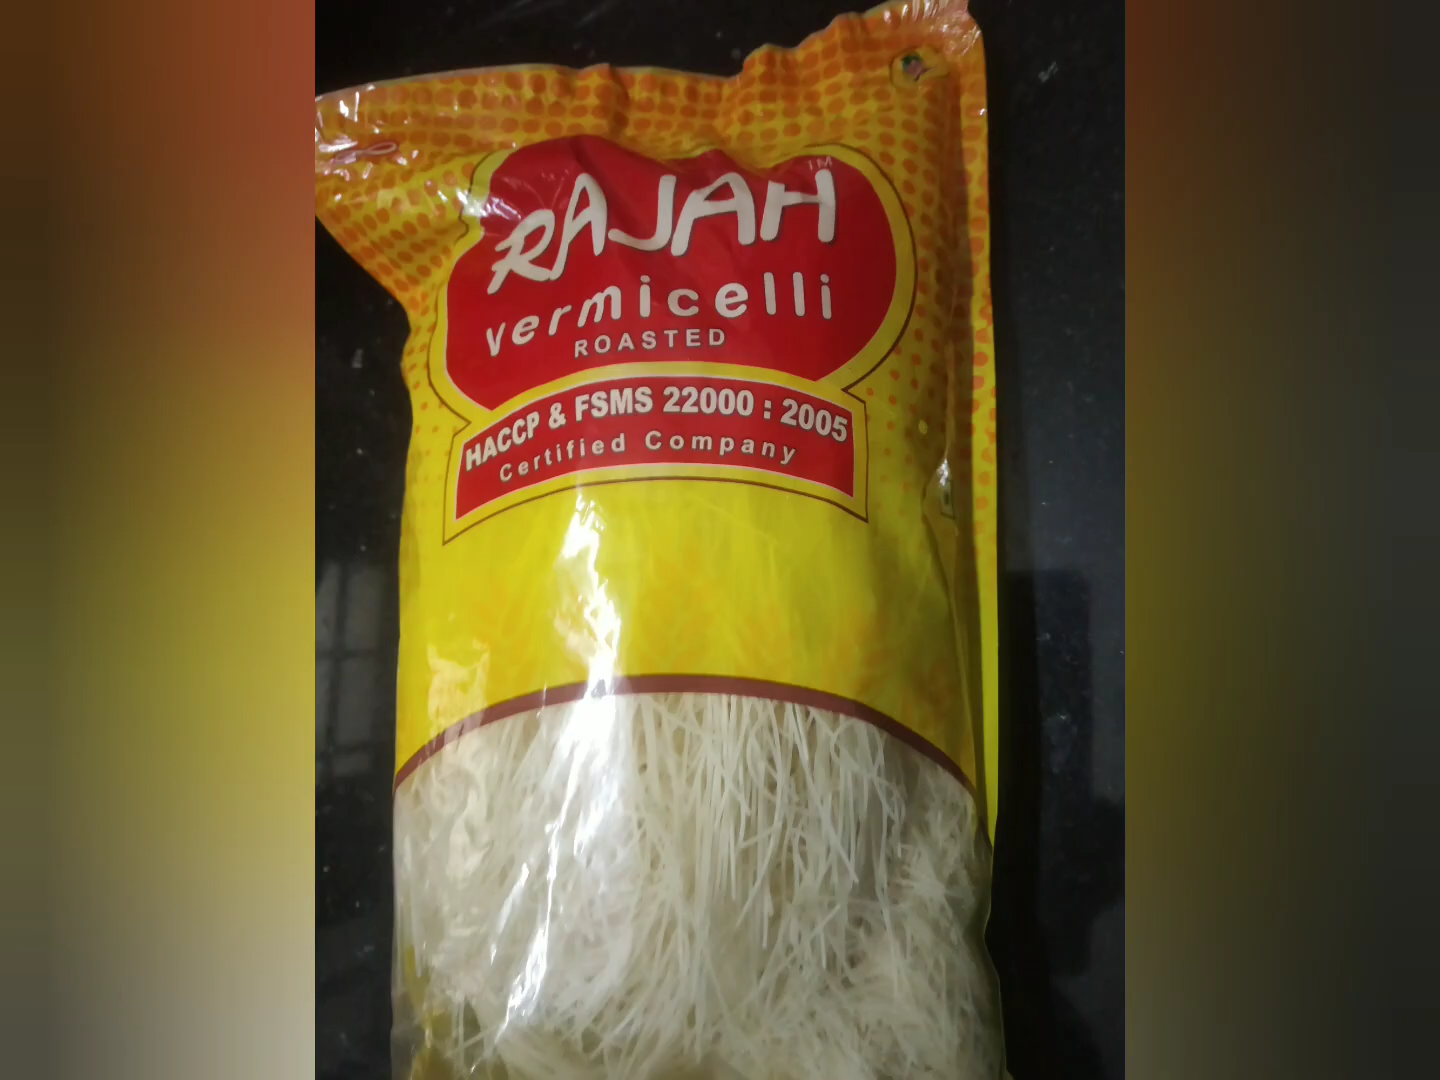 RAJAH TM
vermicelli
ROASTED
HACCP & FSMS 22000 : 2005
Certified Company